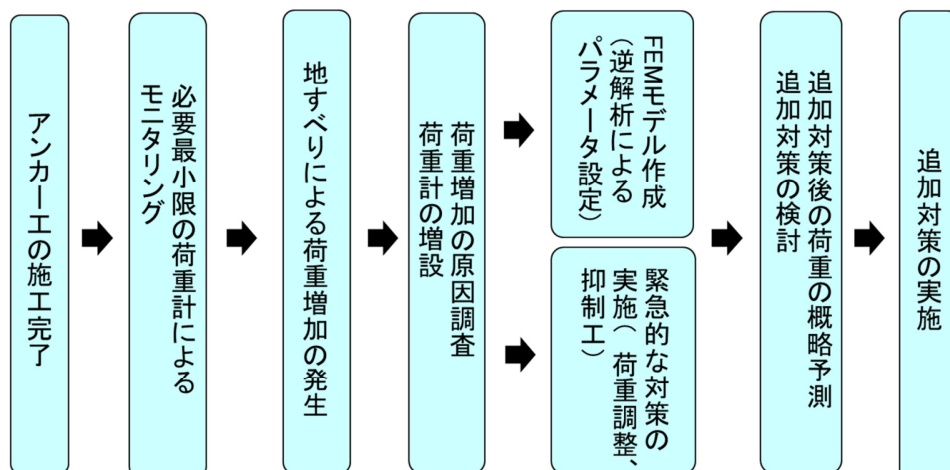 アンカー工の施工完了
必要最小限の荷重計による
モニタリング
地すべりによる荷重増加の発生
荷重増加の原因調査
荷重計の増設
FEMモデル作成
（逆解析による
パラメータ設定）
緊急的な対策の
実施（ 荷重調整、
抑制工）
追加対策後の荷重の概略予測
追加対策の検討
追加対策の実施